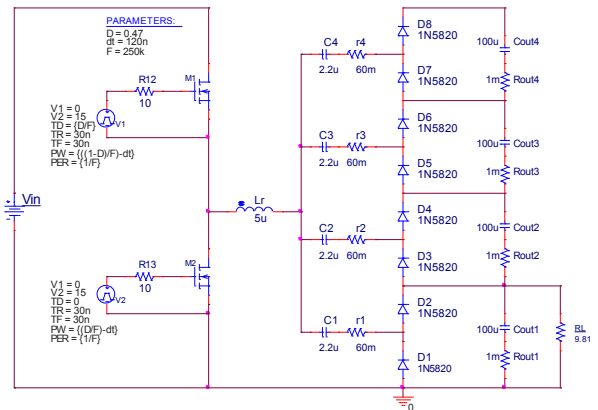 PARAMETERS:
D = 0.47
dt = 120n
F = 250k
R12
10
M1
V1 = 0
V2 = 15
TD = {D/F}
TR = 30n
TF = 30n
PW = {((1-D)/F)-dt}
PER = {1/F}
V1
Vin
Lr
5u
R13
10
M2
V1 = 0
V2 = 15
TD = 0
TR = 30n
TF = 30n
PW = {(D/F)-dt}
PER = {1/F}
V2
C4
r4
2.2u
60m
C3
r3
2.2u
60m
C2
r2
2.2u
60m
C1
r1
2.2u
60m
D8
1N5820
D7
1N5820
D6
1N5820
D5
1N5820
D4
1N5820
D3
1N5820
D2
1N5820
D1
1N5820
100u
Cout4
1m
Rout4
100u
Cout3
1m
Rout3
100u
Cout2
1m
Rout2
100u
Cout1
1m
Rout1
RL
9.81
0